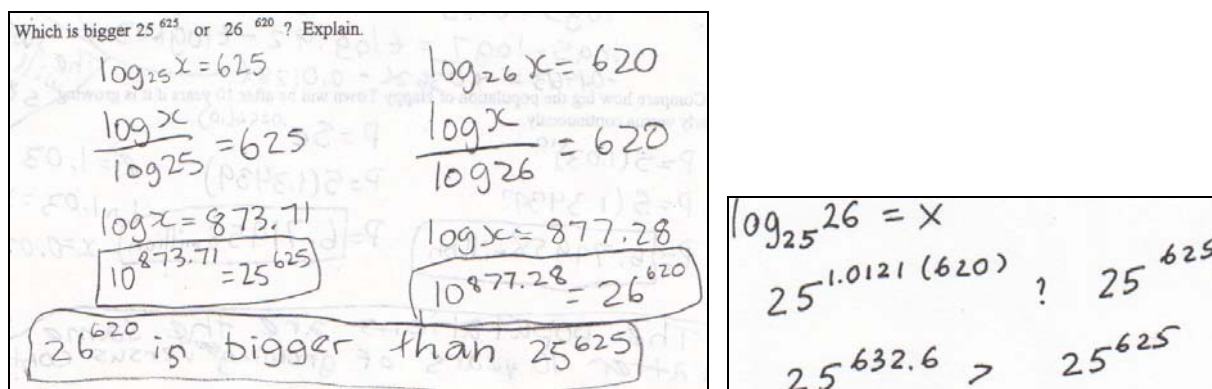 Which is bigger 25^625 or 26^620 ? Explain.
log₂₅ x = 625
log x / log 25 = 625
log x = 873.71
10^873.71 = 25^625
log₂₆ x = 620
log x / log 26 = 620
log x = 877.28
10^877.28 = 26^620
26^620 is bigger than 25^625
log₂₅ 26 = x
25^1.0121 (620) ? 25^625
25^632.6 > 25^625